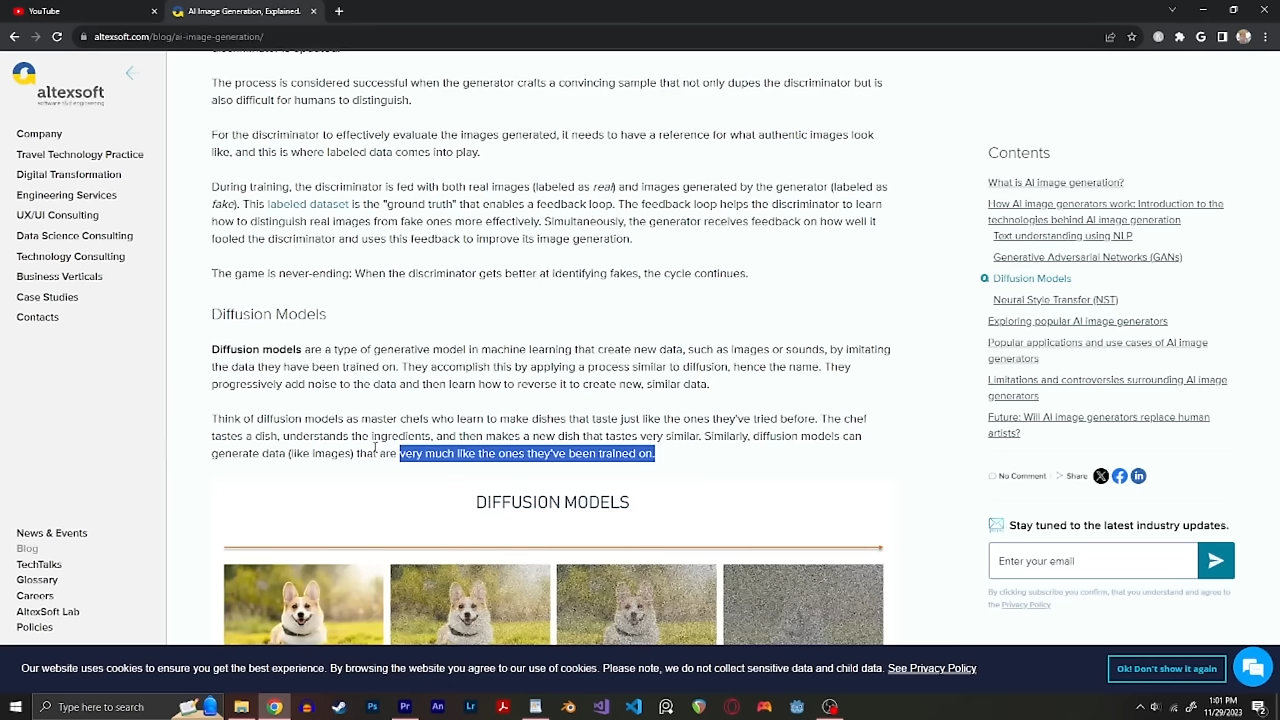 YouTube
AI Image Generation, Explained.
altexsoft.com/blog/ai-image-generation/
altexsoft
software r&d engineering
Company
Travel Technology Practice
Digital Transformation
Engineering Services
UX/UI Consulting
Data Science Consulting
Technology Consulting
Business Verticals
Case Studies
Contacts
News & Events
Blog
TechTalks
Glossary
Careers
AltexSoft Lab
Policies
The process is considered successful when the generator crafts a convincing sample that not only dupes the discriminator but is
also difficult for humans to distinguish.
For the discriminator to effectively evaluate the images generated, it needs to have a reference for what authentic images look
like, and this is where labeled data comes into play.
During training, the discriminator is fed with both real images (labeled as real) and images generated by the generator (labeled as
fake). This labeled dataset is the "ground truth" that enables a feedback loop. The feedback loop helps the discriminator to learn
how to distinguish real images from fake ones more effectively. Simultaneously, the generator receives feedback on how well it
fooled the discriminator and uses this feedback to improve its image generation.
The game is never-ending: When the discriminator gets better at identifying fakes, the cycle continues.
Diffusion Models
Diffusion models are a type of generative model in machine learning that create new data, such as images or sounds, by imitating
the data they have been trained on. They accomplish this by applying a process similar to diffusion, hence the name. They
progressively add noise to the data and then learn how to reverse it to create new, similar data.
Think of diffusion models as master chefs who learn to make dishes that taste just like the ones they've tried before. The chef
tastes a dish, understands the ingredients, and then makes a new dish that tastes very similar. Similarly, diffusion models can
generate data (like images) that are very much like the ones they've been trained on.
DIFFUSION MODELS
Contents
What is AI image generation?
How AI image generators work: Introduction to the
technologies behind AI image generation
Text understanding using NLP
Generative Adversarial Networks (GANs)
Diffusion Models
Neural Style Transfer (NST)
Exploring popular AI image generators
Popular applications and use cases of AI image
generators
Limitations and controversies surrounding AI image
generators
Future: Will AI image generators replace human
artists?
No Comment
Share
Stay tuned to the latest industry updates.
Enter your email
By clicking subscribe you confirm, that you understand and agree to
the Privacy Policy
Our website uses cookies to ensure you get the best experience. By browsing the website you agree to our use of cookies. Please note, we do not collect sensitive data and child data. See Privacy Policy
Ok! Don't show it again
Type here to search
1:01 PM
11/29/2023